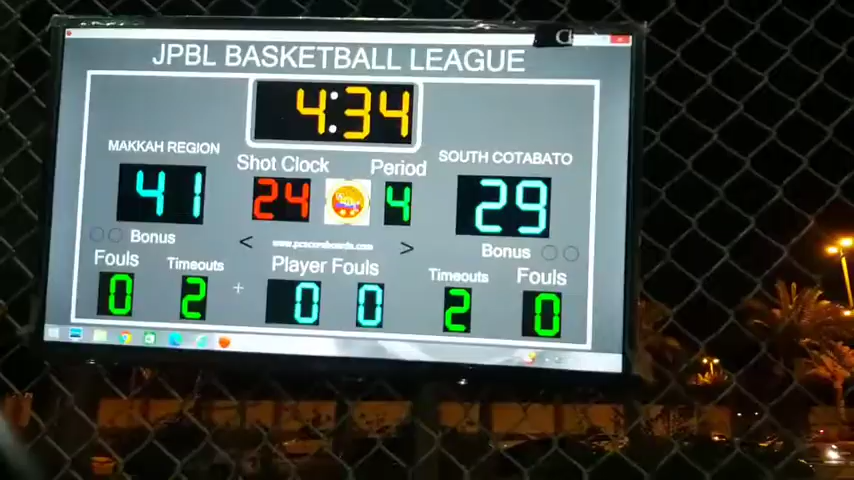 JPBL BASKETBALL LEAGUE
4:34
MAKKAH REGION
SOUTH COTABATO
Shot Clock
Period
41
24
4
29
Bonus
< www.pcscoreboards.com >
Bonus
Fouls
Timeouts
Player Fouls
Timeouts
Fouls
0
2
+
0
0
2
0